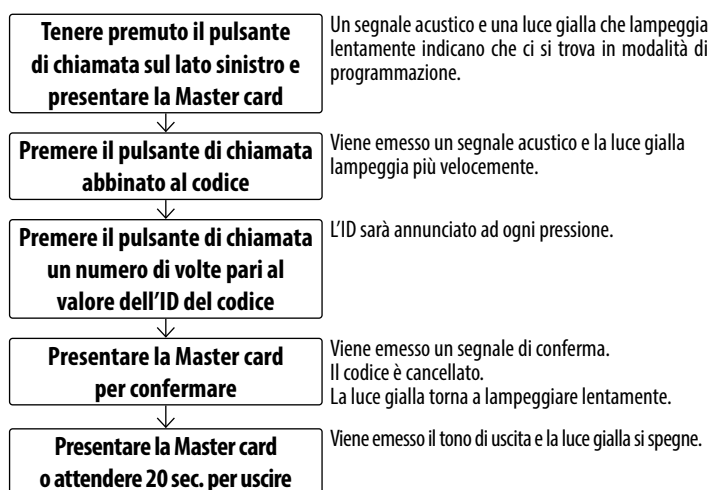 Tenere premuto il pulsante
di chiamata sul lato sinistro e
presentare la Master card
Un segnale acustico e una luce gialla che lampeggia
lentamente indicano che ci si trova in modalità di
programmazione.
Premere il pulsante di chiamata
abbinato al codice
Viene emesso un segnale acustico e la luce gialla
lampeggia più velocemente.
Premere il pulsante di chiamata
un numero di volte pari al
valore dell’ID del codice
L’ID sarà annunciato ad ogni pressione.
Presentare la Master card
per confermare
Viene emesso un segnale di conferma.
Il codice è cancellato.
La luce gialla torna a lampeggiare lentamente.
Presentare la Master card
o attendere 20 sec. per uscire
Viene emesso il tono di uscita e la luce gialla si spegne.